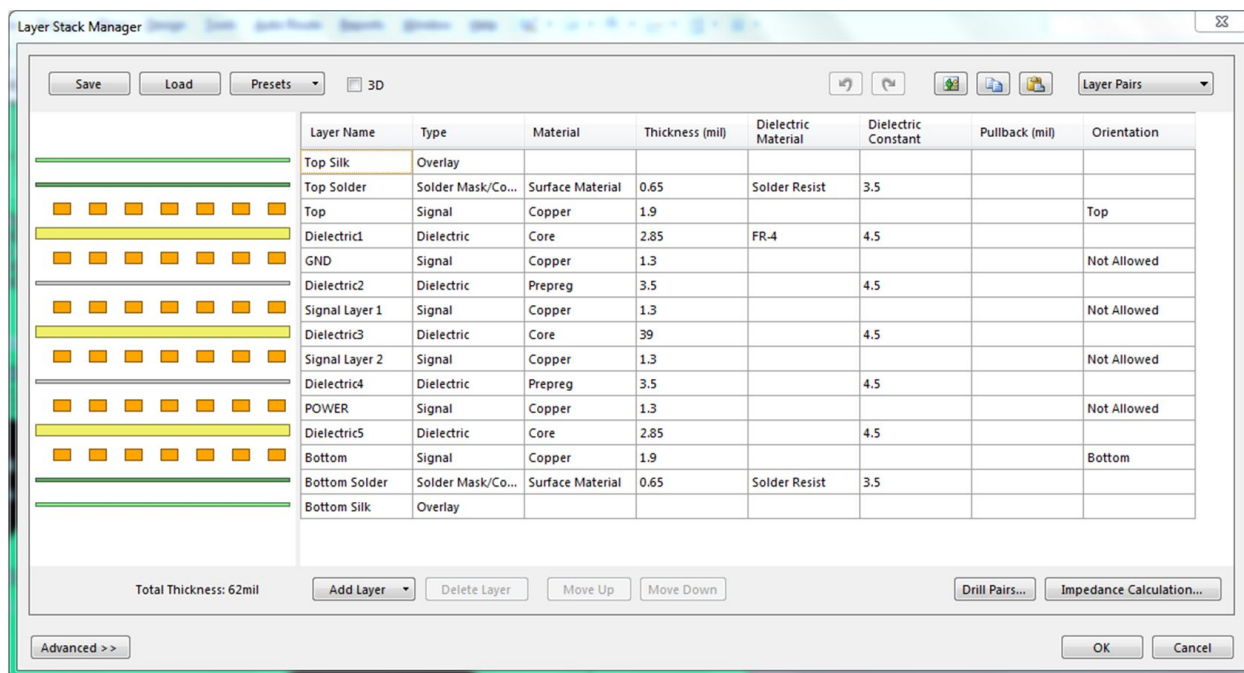 Layer Stack Manager
Save Load Presets 3D Layer Pairs
Layer Name Type Material Thickness (mil) Dielectric Material Dielectric Constant Pullback (mil) Orientation
Top Silk Overlay
Top Solder Solder Mask/Co... Surface Material 0.65 Solder Resist 3.5
Top Signal Copper 1.9 Top
Dielectric1 Dielectric Core 2.85 FR-4 4.5
GND Signal Copper 1.3 Not Allowed
Dielectric2 Dielectric Prepreg 3.5 4.5
Signal Layer 1 Signal Copper 1.3 Not Allowed
Dielectric3 Dielectric Core 39 4.5
Signal Layer 2 Signal Copper 1.3 Not Allowed
Dielectric4 Dielectric Prepreg 3.5 4.5
POWER Signal Copper 1.3 Not Allowed
Dielectric5 Dielectric Core 2.85 4.5
Bottom Signal Copper 1.9 Bottom
Bottom Solder Solder Mask/Co... Surface Material 0.65 Solder Resist 3.5
Bottom Silk Overlay
Total Thickness: 62mil Add Layer Delete Layer Move Up Move Down Drill Pairs... Impedance Calculation...
Advanced >> OK Cancel